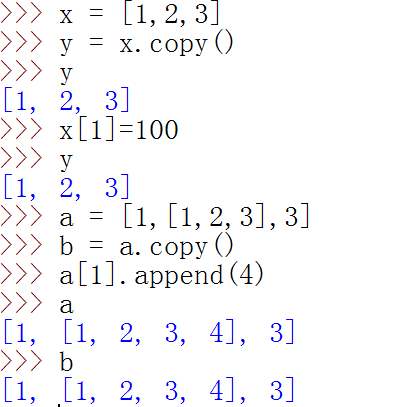 >>> x = [1,2,3]
>>> y = x.copy()
>>> y
[1, 2, 3]
>>> x[1]=100
>>> y
[1, 2, 3]
>>> a = [1,[1,2,3],3]
>>> b = a.copy()
>>> a[1].append(4)
>>> a
[1, [1, 2, 3, 4], 3]
>>> b
[1, [1, 2, 3, 4], 3]